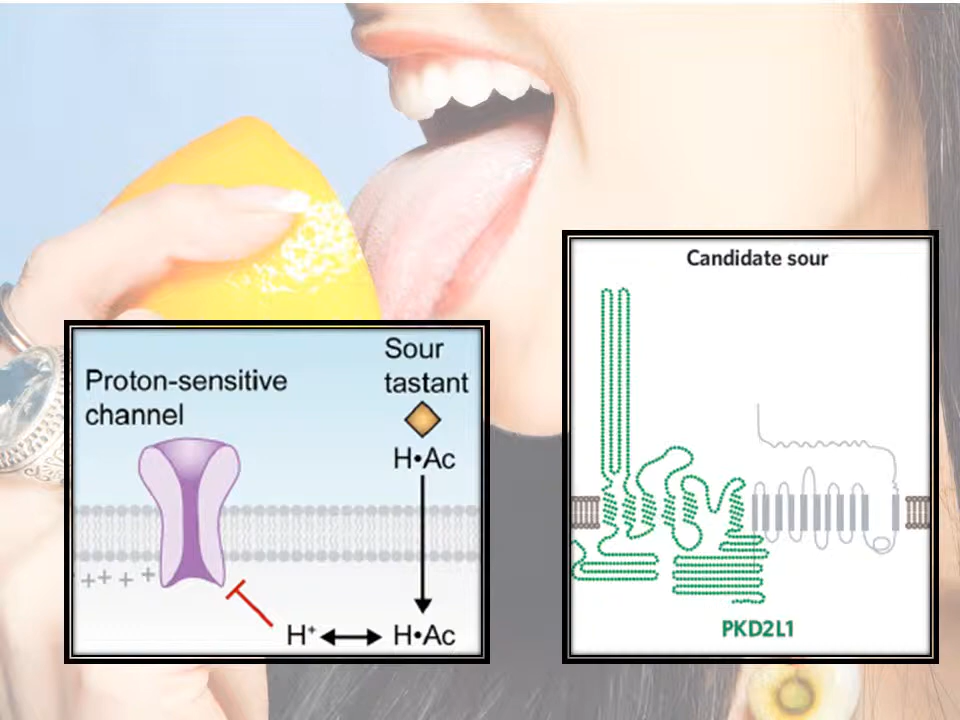 Proton-sensitive
channel
Sour
tastant
H•Ac
++ + +
H⁺
H•Ac
Candidate sour
PKD2L1